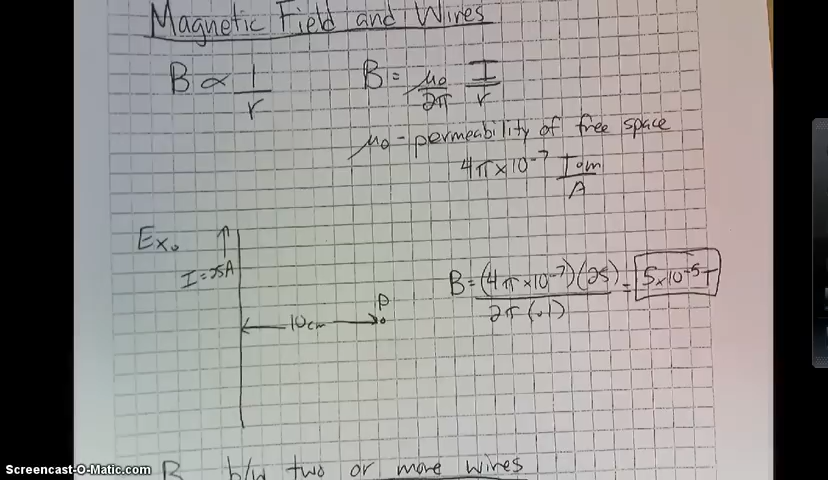 Magnetic Field and Wires
B ∝ 1/r
B = μ0/2π I/r
μ0 - permeability of free space
4π×10^-7 T·m/A
Ex.
I=25A
P
10cm
B = (4π×10^-7)(25)/2π(.1) = 5×10^-5 T
B b/w two or more wires
Screencast-O-Matic.com